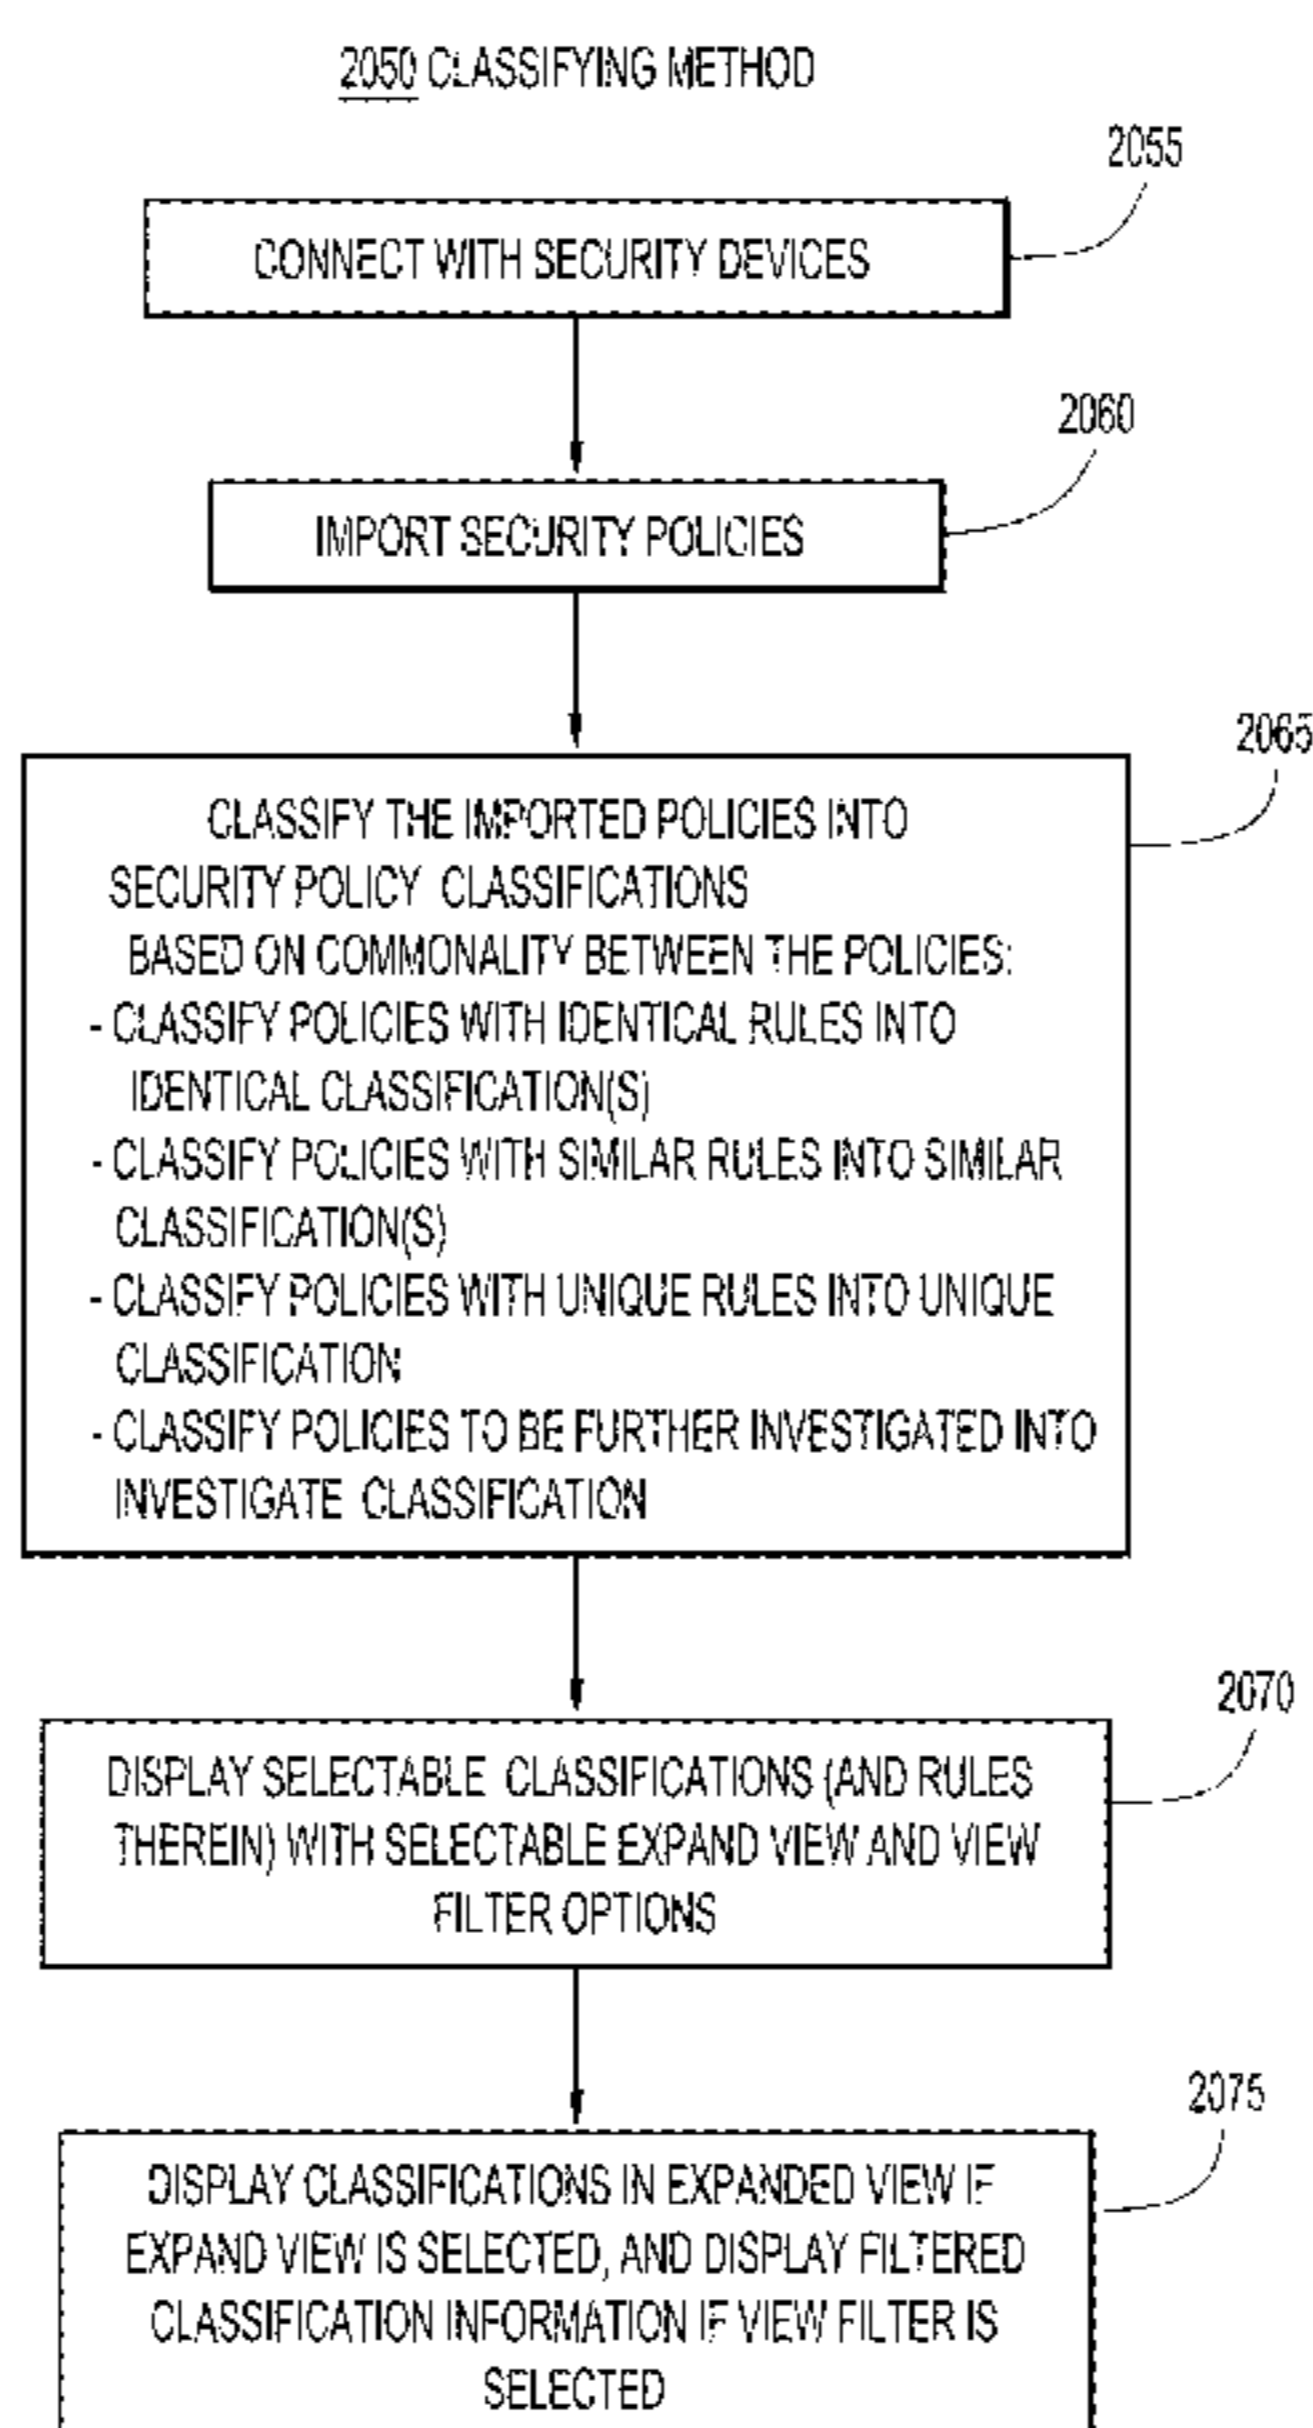 2050 CLASSIFYING METHOD
2055
CONNECT WITH SECURITY DEVICES
2060
IMPORT SECURITY POLICIES
2065
CLASSIFY THE IMPORTED POLICIES INTO
SECURITY POLICY CLASSIFICATIONS
BASED ON COMMONALITY BETWEEN THE POLICIES:
- CLASSIFY POLICIES WITH IDENTICAL RULES INTO
IDENTICAL CLASSIFICATION(S)
- CLASSIFY POLICIES WITH SIMILAR RULES INTO SIMILAR
CLASSIFICATION(S)
- CLASSIFY POLICIES WITH UNIQUE RULES INTO UNIQUE
CLASSIFICATION
- CLASSIFY POLICIES TO BE FURTHER INVESTIGATED INTO
INVESTIGATE CLASSIFICATION
2070
DISPLAY SELECTABLE CLASSIFICATIONS (AND RULES
THEREIN) WITH SELECTABLE EXPAND VIEW AND VIEW
FILTER OPTIONS
2075
DISPLAY CLASSIFICATIONS IN EXPANDED VIEW IF
EXPAND VIEW IS SELECTED, AND DISPLAY FILTERED
CLASSIFICATION INFORMATION IF VIEW FILTER IS
SELECTED